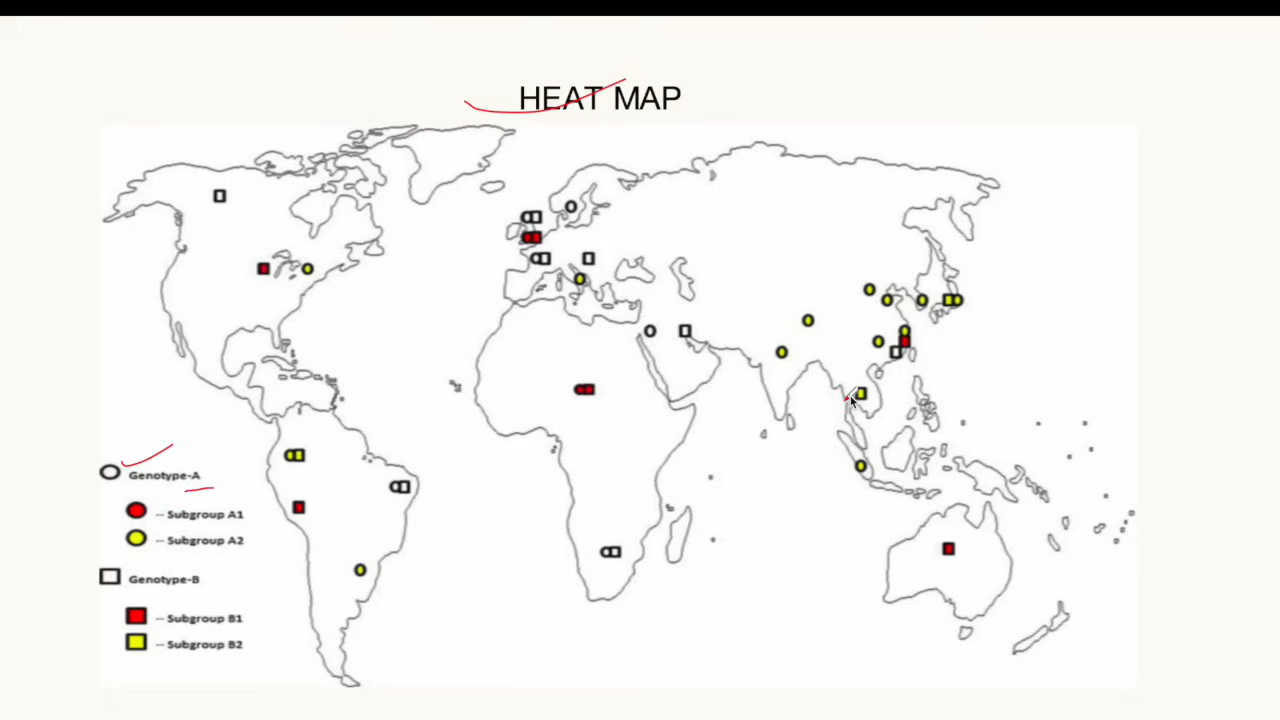 HEAT MAP
Genotype-A
-- Subgroup A1
-- Subgroup A2
Genotype-B
-- Subgroup B1
-- Subgroup B2